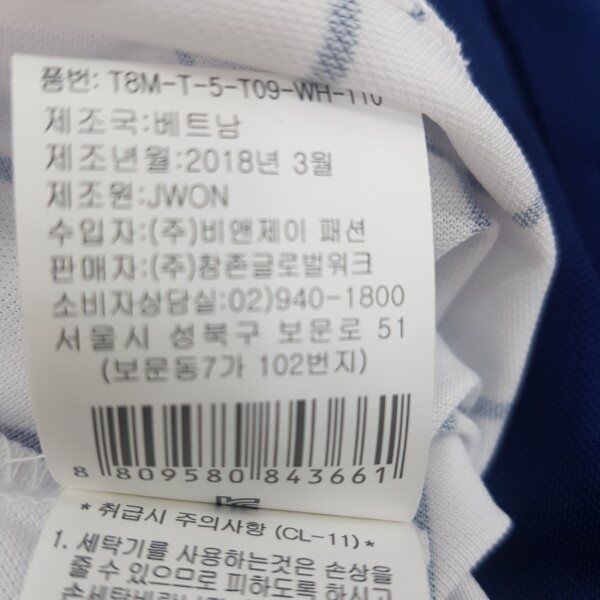 품번: T8M-T-5-T09-WH-110
제조국:베트남
제조년월:2018년 3월
제조원:JWON
수입자:(주)비앤제이 패션
판매자:(주)참존글로벌워크
소비자상담실:02)940-1800
서울시 성북구 보문로 51
(보문동7가 102번지)
8 809580 843661
* 취급시 주의사항 (CL-11)*
1. 세탁기를 사용하는것은 손상을
줄 수 있으므로 피하도록 하시고